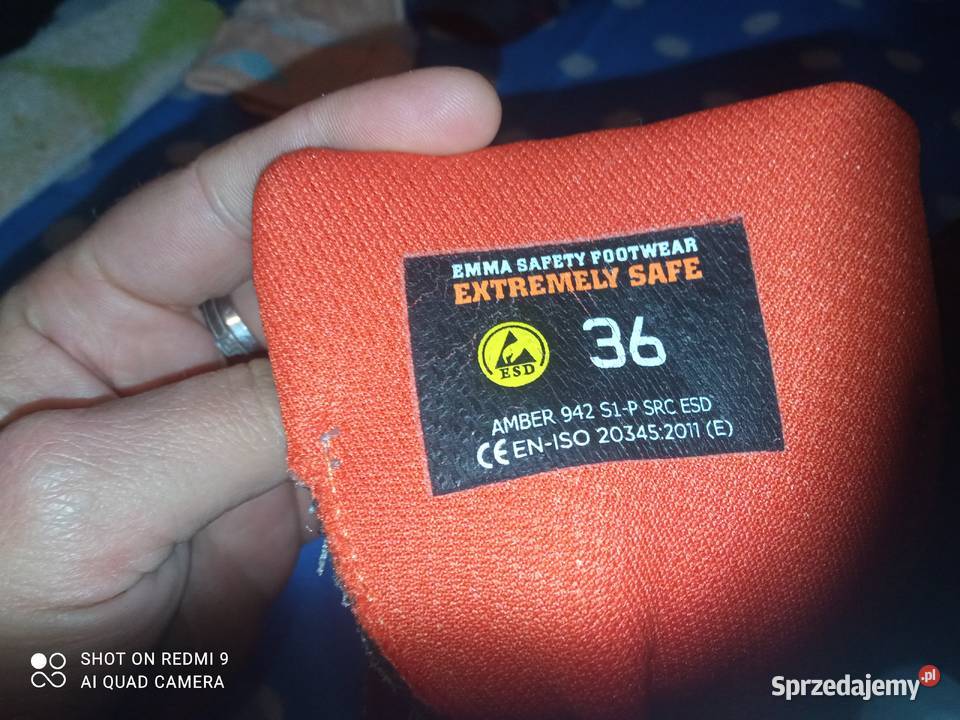 EMMA SAFETY FOOTWEAR
EXTREMELY SAFE
ESD
36
AMBER 942 S1-P SRC ESD
CE EN-ISO 20345:2011 (E)
SHOT ON REDMI 9
AI QUAD CAMERA
Sprzedajemy.pl